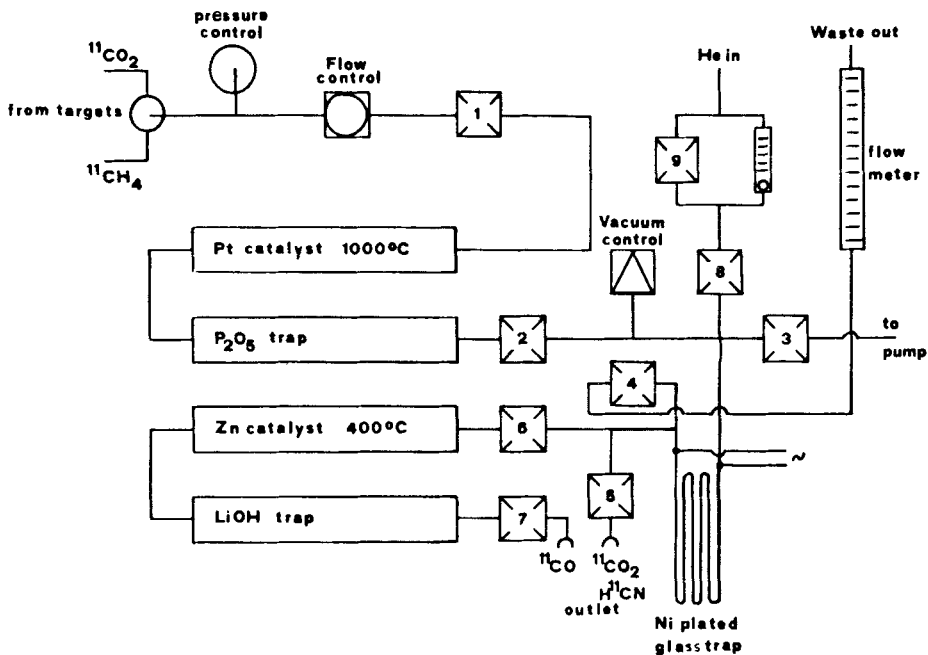 pressure
control
¹¹CO₂
from targets
¹¹CH₄
Flow
control
1
He in
9
Waste out
flow
meter
Pt catalyst 1000ºC
Vacuum
control
8
P₂O₅ trap
2
3
to
pump
4
Zn catalyst 400ºC
6
~
LiOH trap
7
5
¹¹CO
¹¹CO₂
H¹¹CN
outlet
Ni plated
glass trap